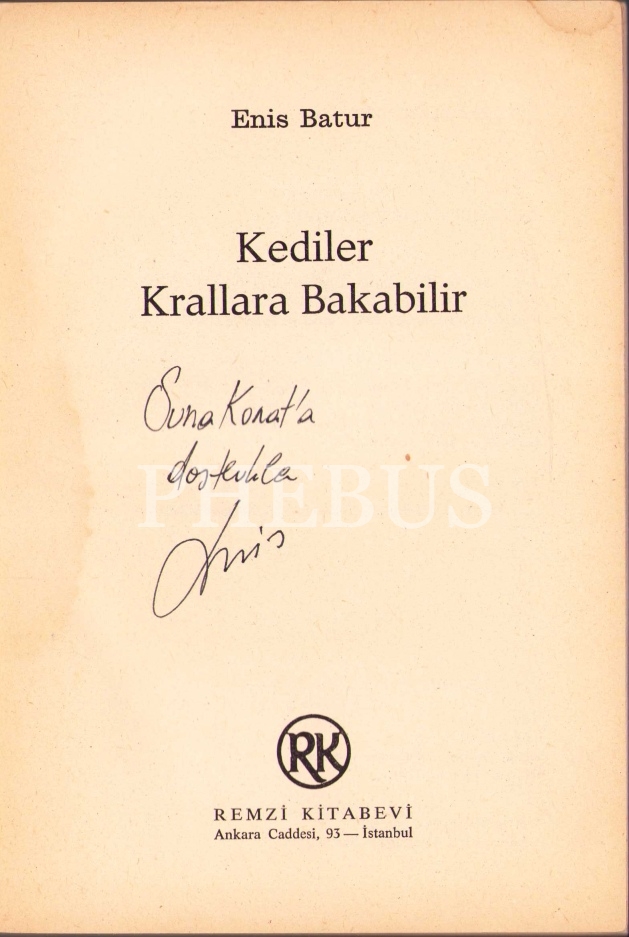 Enis Batur
Kediler
Krallara Bakabilir
Suna Konat'a
dostlukla
Enis
PHEBUS
RK
REMZİ KİTABEVİ
Ankara Caddesi, 93 — İstanbul